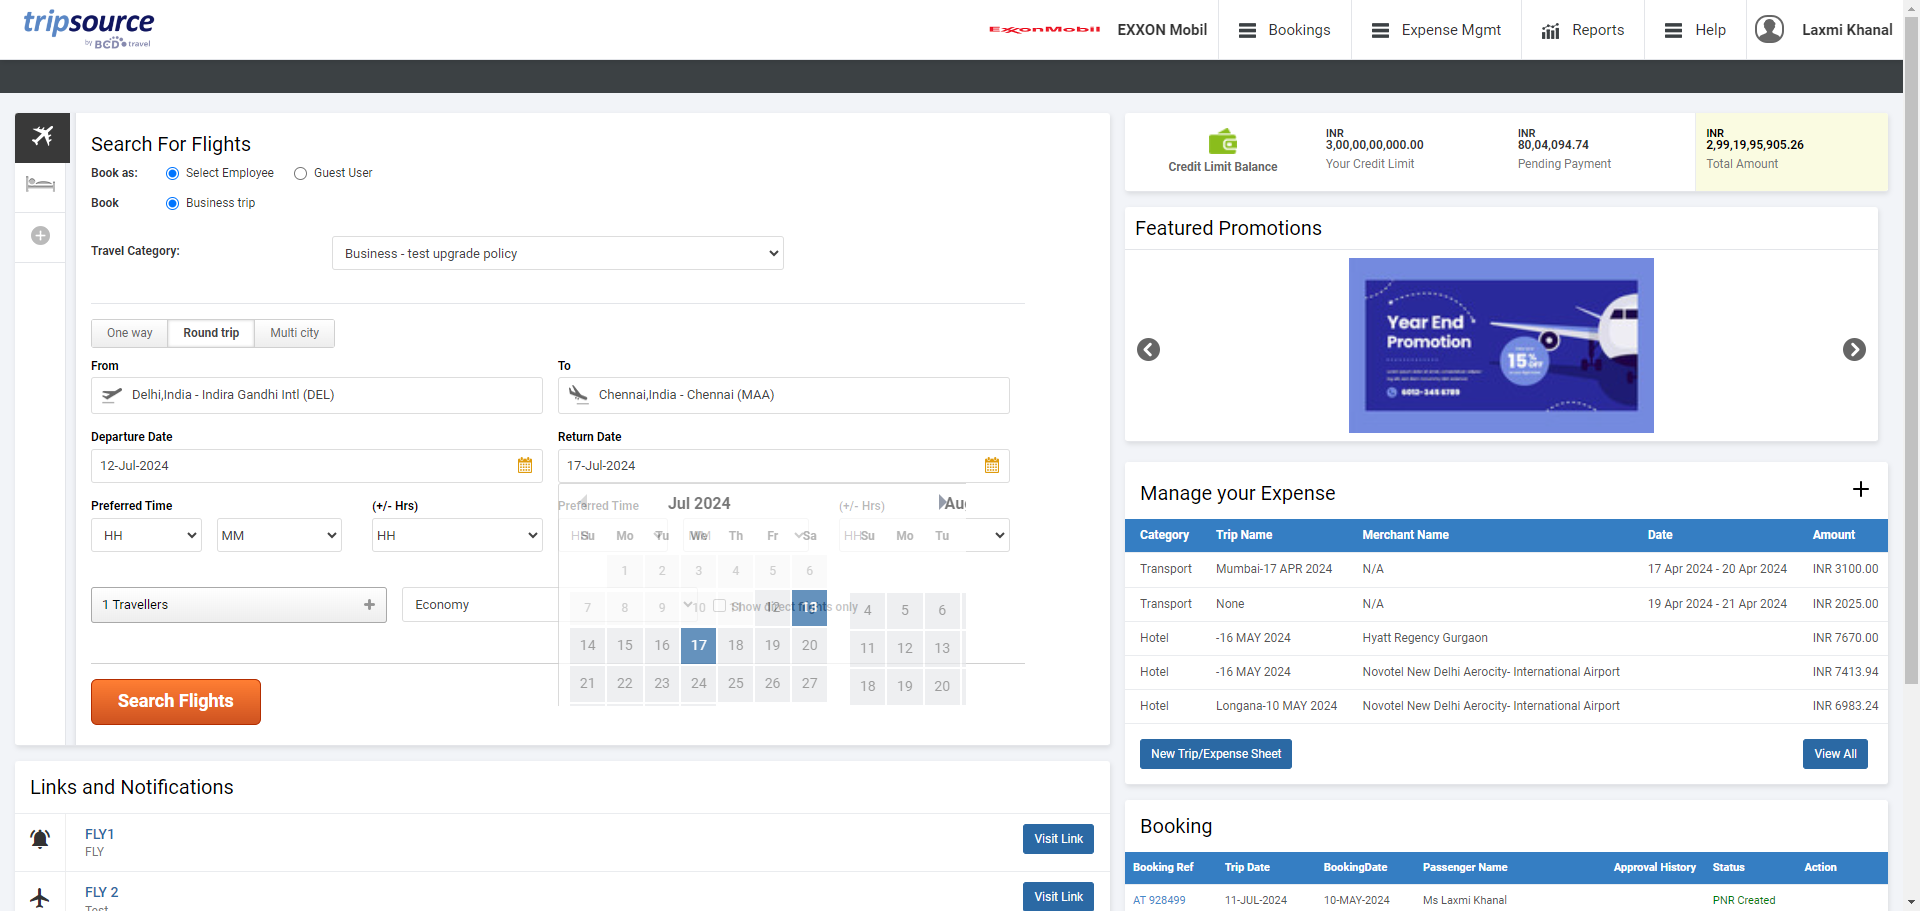 tripsource
by BCD travel
ExxonMobil
EXXON Mobil
Bookings
Expense Mgmt
Reports
Help
Laxmi Khanal
Search For Flights
Book as:
Select Employee
Guest User
Book
Business trip
Travel Category:
Business - test upgrade policy
One way
Round trip
Multi city
From
To
Delhi,India - Indira Gandhi Intl (DEL)
Chennai,India - Chennai (MAA)
Departure Date
Return Date
12-Jul-2024
17-Jul-2024
Preferred Time
(+/- Hrs)
Preferred Time
(+/- Hrs)
HH
MM
HH
HH
MM
HH
Jul 2024
Su Mo Tu We Th Fr Sa
1 2 3 4 5 6
7 8 9 10 11 12 13
14 15 16 17 18 19 20
21 22 23 24 25 26 27
Su Mo Tu
4 5 6
11 12 13
18 19 20
1 Travellers
Economy
Show direct flights only
Search Flights
Credit Limit Balance
INR
3,00,00,00,000.00
Your Credit Limit
INR
80,04,094.74
Pending Payment
INR
2,99,19,95,905.26
Total Amount
Featured Promotions
Year End
Promotion
15%
OFF
6012-345 6789
Manage your Expense
Category Trip Name Merchant Name Date Amount
Transport Mumbai-17 APR 2024 N/A 17 Apr 2024 - 20 Apr 2024 INR 3100.00
Transport None N/A 19 Apr 2024 - 21 Apr 2024 INR 2025.00
Hotel -16 MAY 2024 Hyatt Regency Gurgaon INR 7670.00
Hotel -16 MAY 2024 Novotel New Delhi Aerocity- International Airport INR 7413.94
Hotel Longana-10 MAY 2024 Novotel New Delhi Aerocity- International Airport INR 6983.24
New Trip/Expense Sheet
View All
Links and Notifications
FLY1
FLY
Visit Link
FLY 2
Test
Visit Link
Booking
Booking Ref Trip Date BookingDate Passenger Name Approval History Status Action
AT 928499 11-JUL-2024 10-MAY-2024 Ms Laxmi Khanal PNR Created